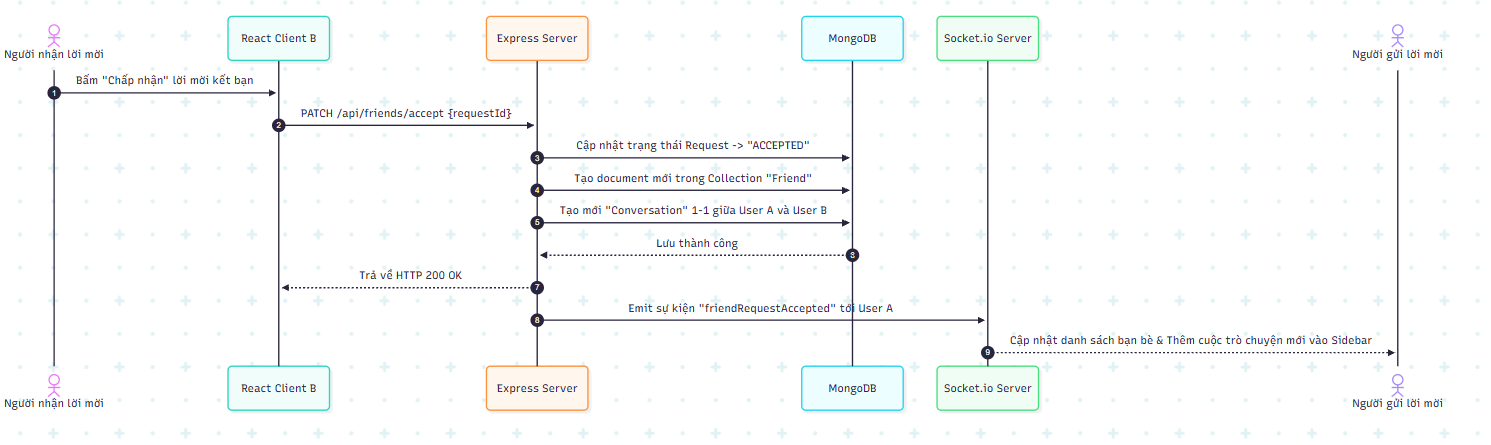 Người nhận lời mời
React Client B
Express Server
MongoDB
Socket.io Server
Người gửi lời mời
Bấm "Chấp nhận" lời mời kết bạn
1
PATCH /api/friends/accept {requestId}
2
Cập nhật trạng thái Request -> "ACCEPTED"
3
Tạo document mới trong Collection "Friend"
4
Tạo mới "Conversation" 1-1 giữa User A và User B
5
Lưu thành công
6
Trả về HTTP 200 OK
7
Emit sự kiện "friendRequestAccepted" tới User A
8
Cập nhật danh sách bạn bè & Thêm cuộc trò chuyện mới vào Sidebar
9
Người nhận lời mời
React Client B
Express Server
MongoDB
Socket.io Server
Người gửi lời mời